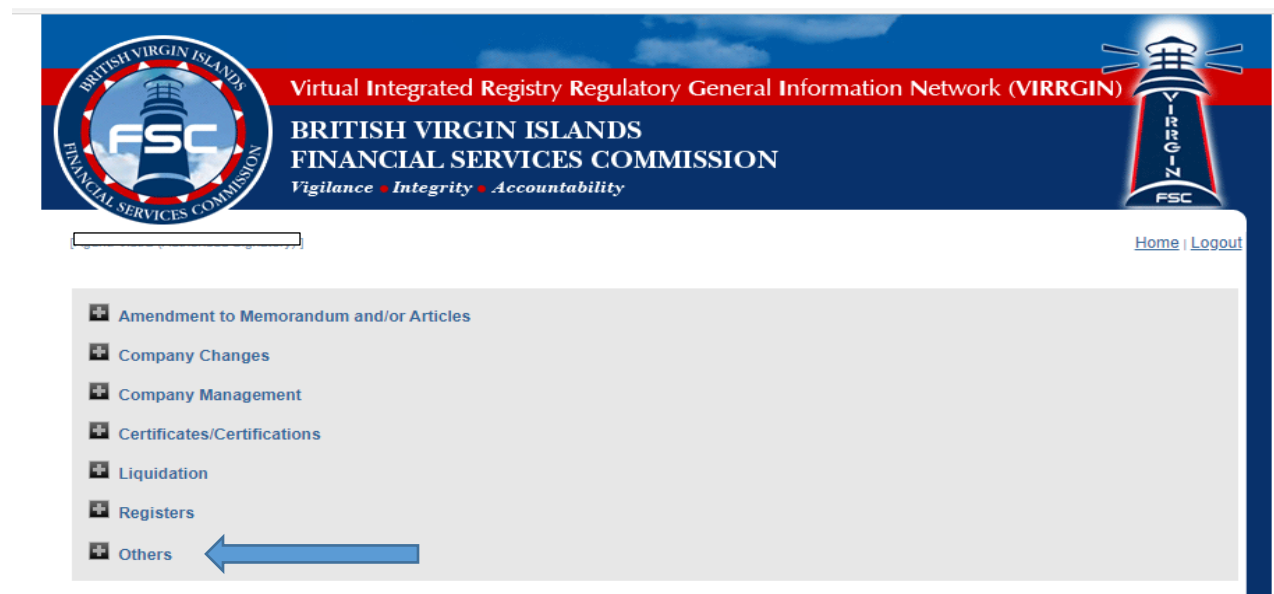 BRITISH VIRGIN ISLANDS
FSC
FINANCIAL SERVICES COMMISSION
Virtual Integrated Registry Regulatory General Information Network (VIRRGIN)
BRITISH VIRGIN ISLANDS
FINANCIAL SERVICES COMMISSION
Vigilance • Integrity • Accountability
VIRRGIN
FSC
Home | Logout
Amendment to Memorandum and/or Articles
Company Changes
Company Management
Certificates/Certifications
Liquidation
Registers
Others